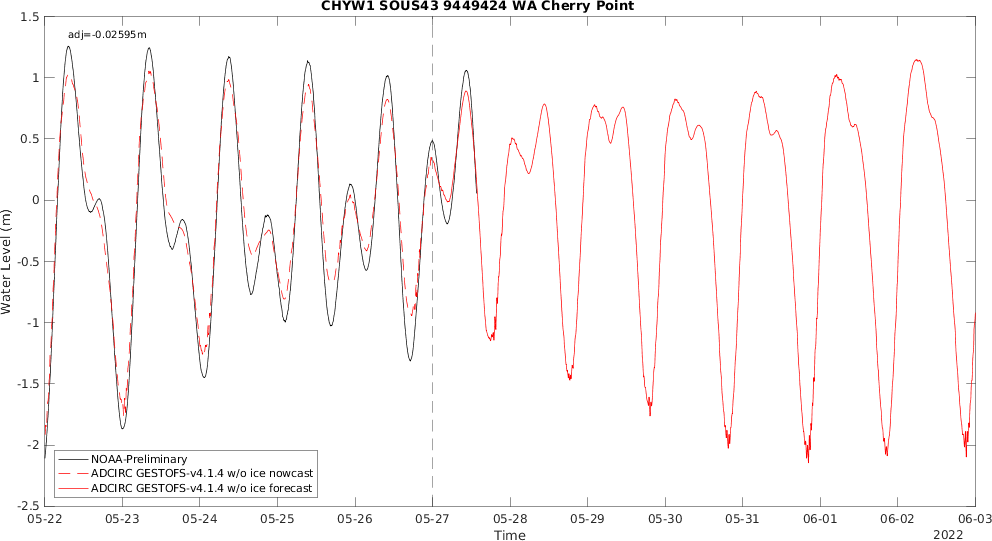 CHYW1 SOUS43 9449424 WA Cherry Point
adj=-0.02595m
1.5
1
0.5
0
-0.5
-1
-1.5
-2
-2.5
Water Level (m)
NOAA-Preliminary
ADCIRC GESTOFS-v4.1.4 w/o ice nowcast
ADCIRC GESTOFS-v4.1.4 w/o ice forecast
05-22 05-23 05-24 05-25 05-26 05-27 05-28 05-29 05-30 05-31 06-01 06-02 06-03
Time
2022